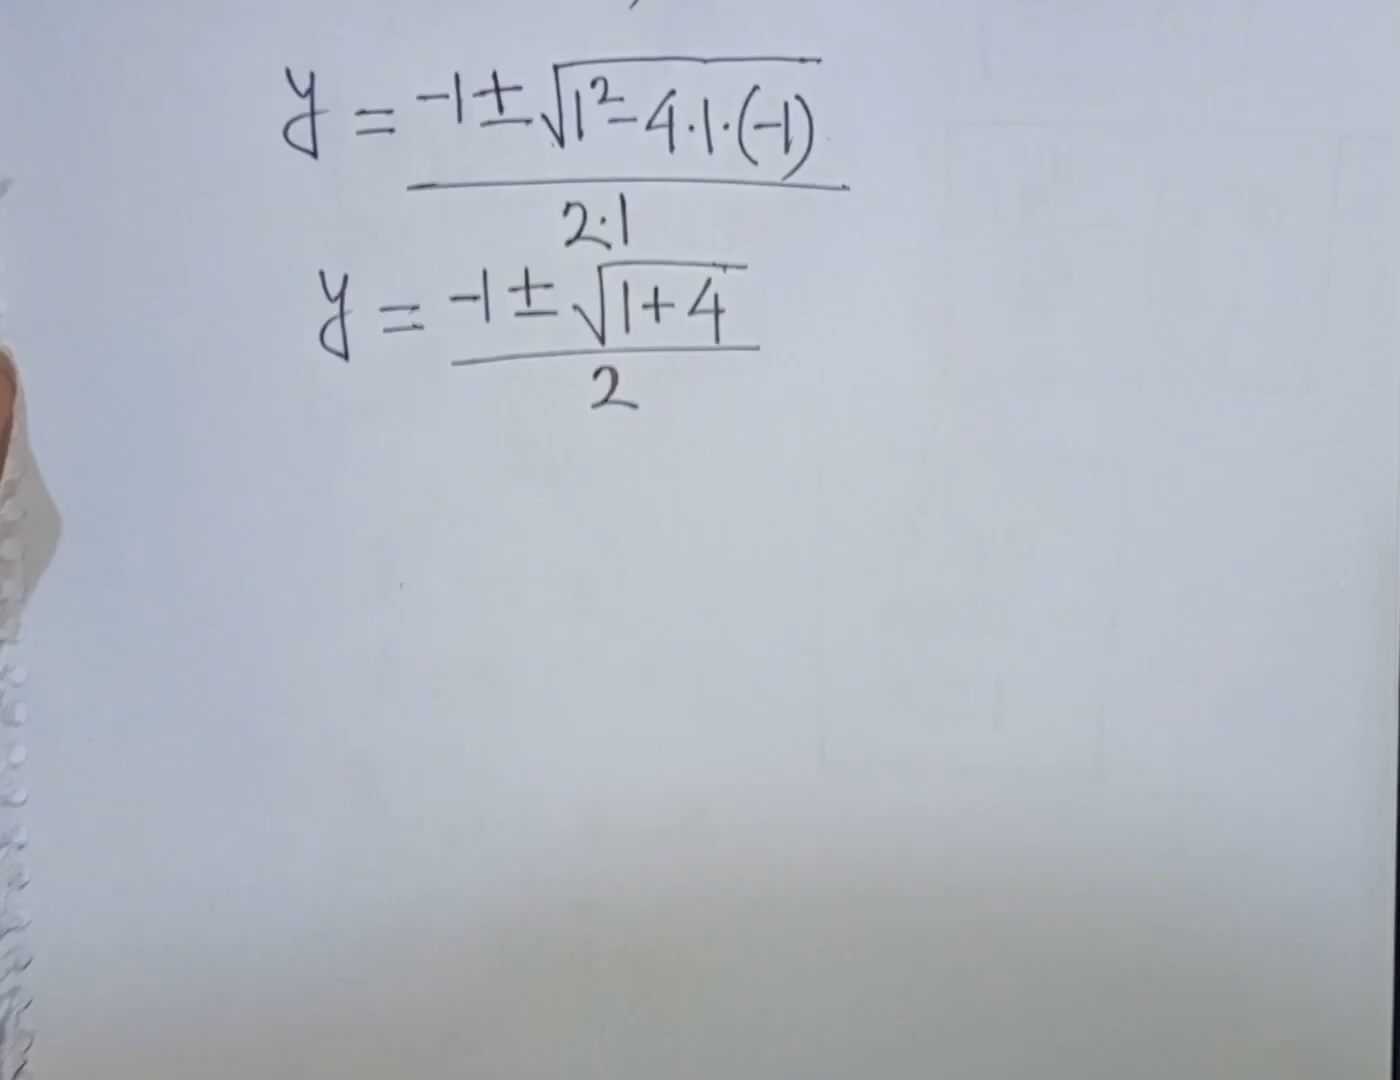 y = -1 ± √(1² - 4·1·(-1)) / 2·1
y = -1 ± √(1 + 4) / 2